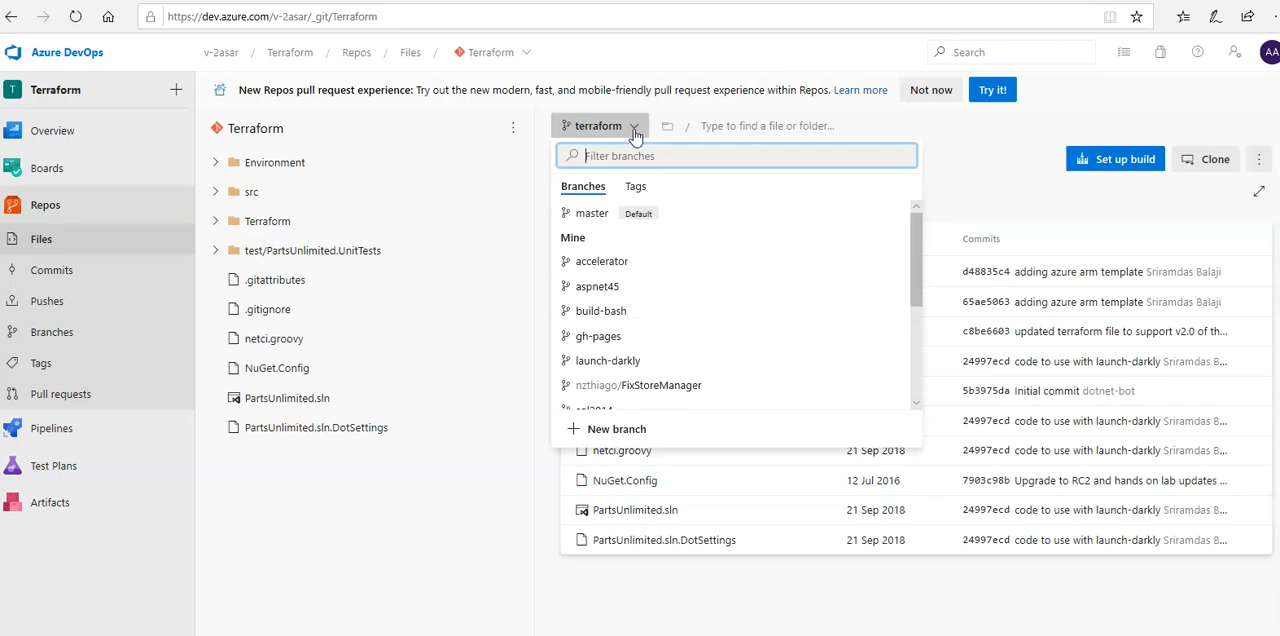 https://dev.azure.com/v-2asar/_git/Terraform
Azure DevOps
v-2asar / Terraform / Repos / Files / Terraform
Search
AA
T Terraform
New Repos pull request experience: Try out the new modern, fast, and mobile-friendly pull request experience within Repos. Learn more
Not now
Try it!
Overview
Boards
Repos
Files
Commits
Pushes
Branches
Tags
Pull requests
Pipelines
Test Plans
Artifacts
Terraform
Environment
src
Terraform
test/PartsUnlimited.UnitTests
.gitattributes
.gitignore
netci.groovy
NuGet.Config
PartsUnlimited.sln
PartsUnlimited.sln.DotSettings
terraform
/ Type to find a file or folder...
Filter branches
Branches Tags
master Default
Mine
accelerator
aspnet45
build-bash
gh-pages
launch-darkly
nzthiago/FixStoreManager
New branch
Set up build
Clone
Commits
d48835c4 adding azure arm template Sriramdas Balaji
65ae5063 adding azure arm template Sriramdas Balaji
c8be6603 updated terraform file to support v2.0 of th...
24997ecd code to use with launch-darkly Sriramdas B...
5b3975da Initial commit dotnet-bot
24997ecd code to use with launch-darkly Sriramdas B...
netci.groovy 21 Sep 2018 24997ecd code to use with launch-darkly Sriramdas B...
NuGet.Config 12 Jul 2016 7903c98b Upgrade to RC2 and hands on lab updates ...
PartsUnlimited.sln 21 Sep 2018 24997ecd code to use with launch-darkly Sriramdas B...
PartsUnlimited.sln.DotSettings 21 Sep 2018 24997ecd code to use with launch-darkly Sriramdas B...